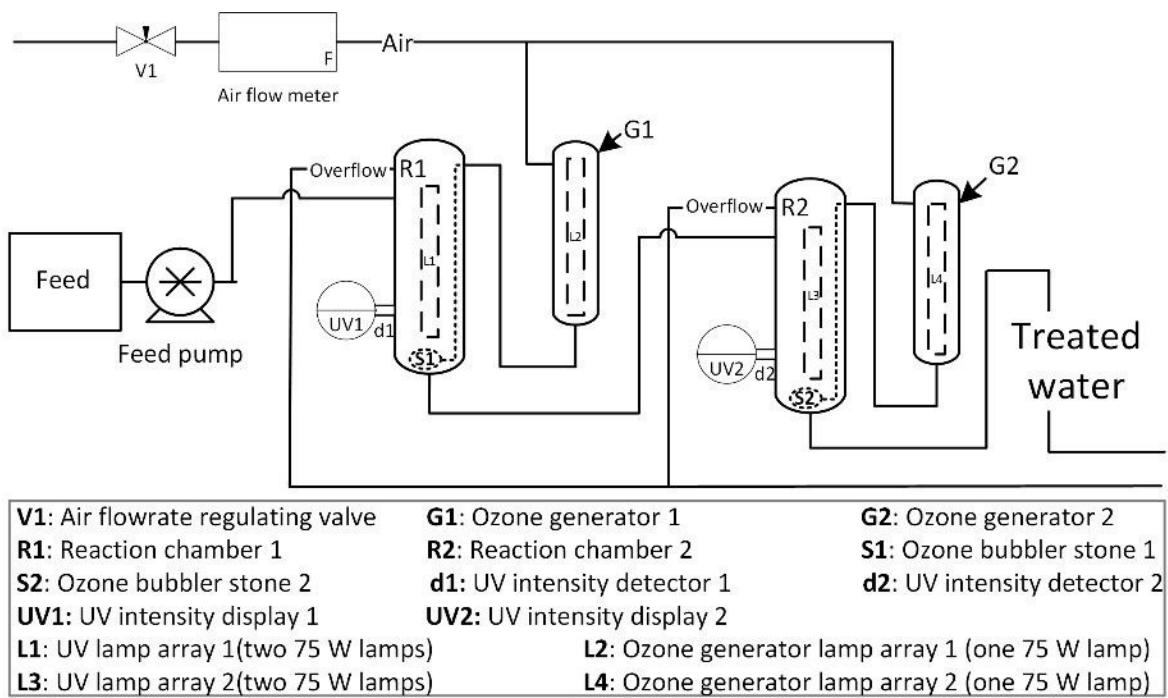 V1
F
Air flow meter
Air
G1
G2
Overflow
R1
L2
Overflow
R2
L1
L4
L3
Feed
UV1
d1
S1
Feed pump
UV2
d2
S2
Treated
water
V1: Air flowrate regulating valve G1: Ozone generator 1 G2: Ozone generator 2
R1: Reaction chamber 1 R2: Reaction chamber 2 S1: Ozone bubbler stone 1
S2: Ozone bubbler stone 2 d1: UV intensity detector 1 d2: UV intensity detector 2
UV1: UV intensity display 1 UV2: UV intensity display 2
L1: UV lamp array 1(two 75 W lamps) L2: Ozone generator lamp array 1 (one 75 W lamp)
L3: UV lamp array 2(two 75 W lamps) L4: Ozone generator lamp array 2 (one 75 W lamp)